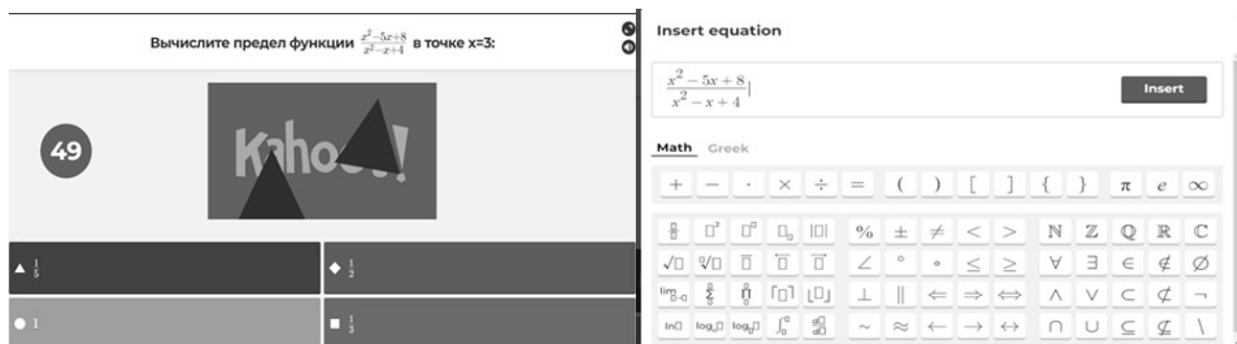 Вычислите предел функции \frac{x^2-5x+8}{x^2-x+4} в точке x=3:
49
Kahoot!
▲ \frac{1}{5}
◆ \frac{1}{2}
● 1
■ \frac{1}{3}
Insert equation
\frac{x^2-5x+8}{x^2-x+4}
Insert
Math Greek
+ − · × ÷ = ( ) [ ] { } π e ∞
% ± ≠ < > ℕ ℤ ℚ ℝ ℂ
√ ∠ ° ∘ ≤ ≥ ∀ ∃ ∈ ∉ ∅
lim Σ Π ⊥ ∥ ⇐ ⇒ ⇔ ∧ ∨ ⊂ ⊄ ¬
ln log log ∫ ∼ ≈ ← → ↔ ∩ ∪ ⊆ ⊈ \